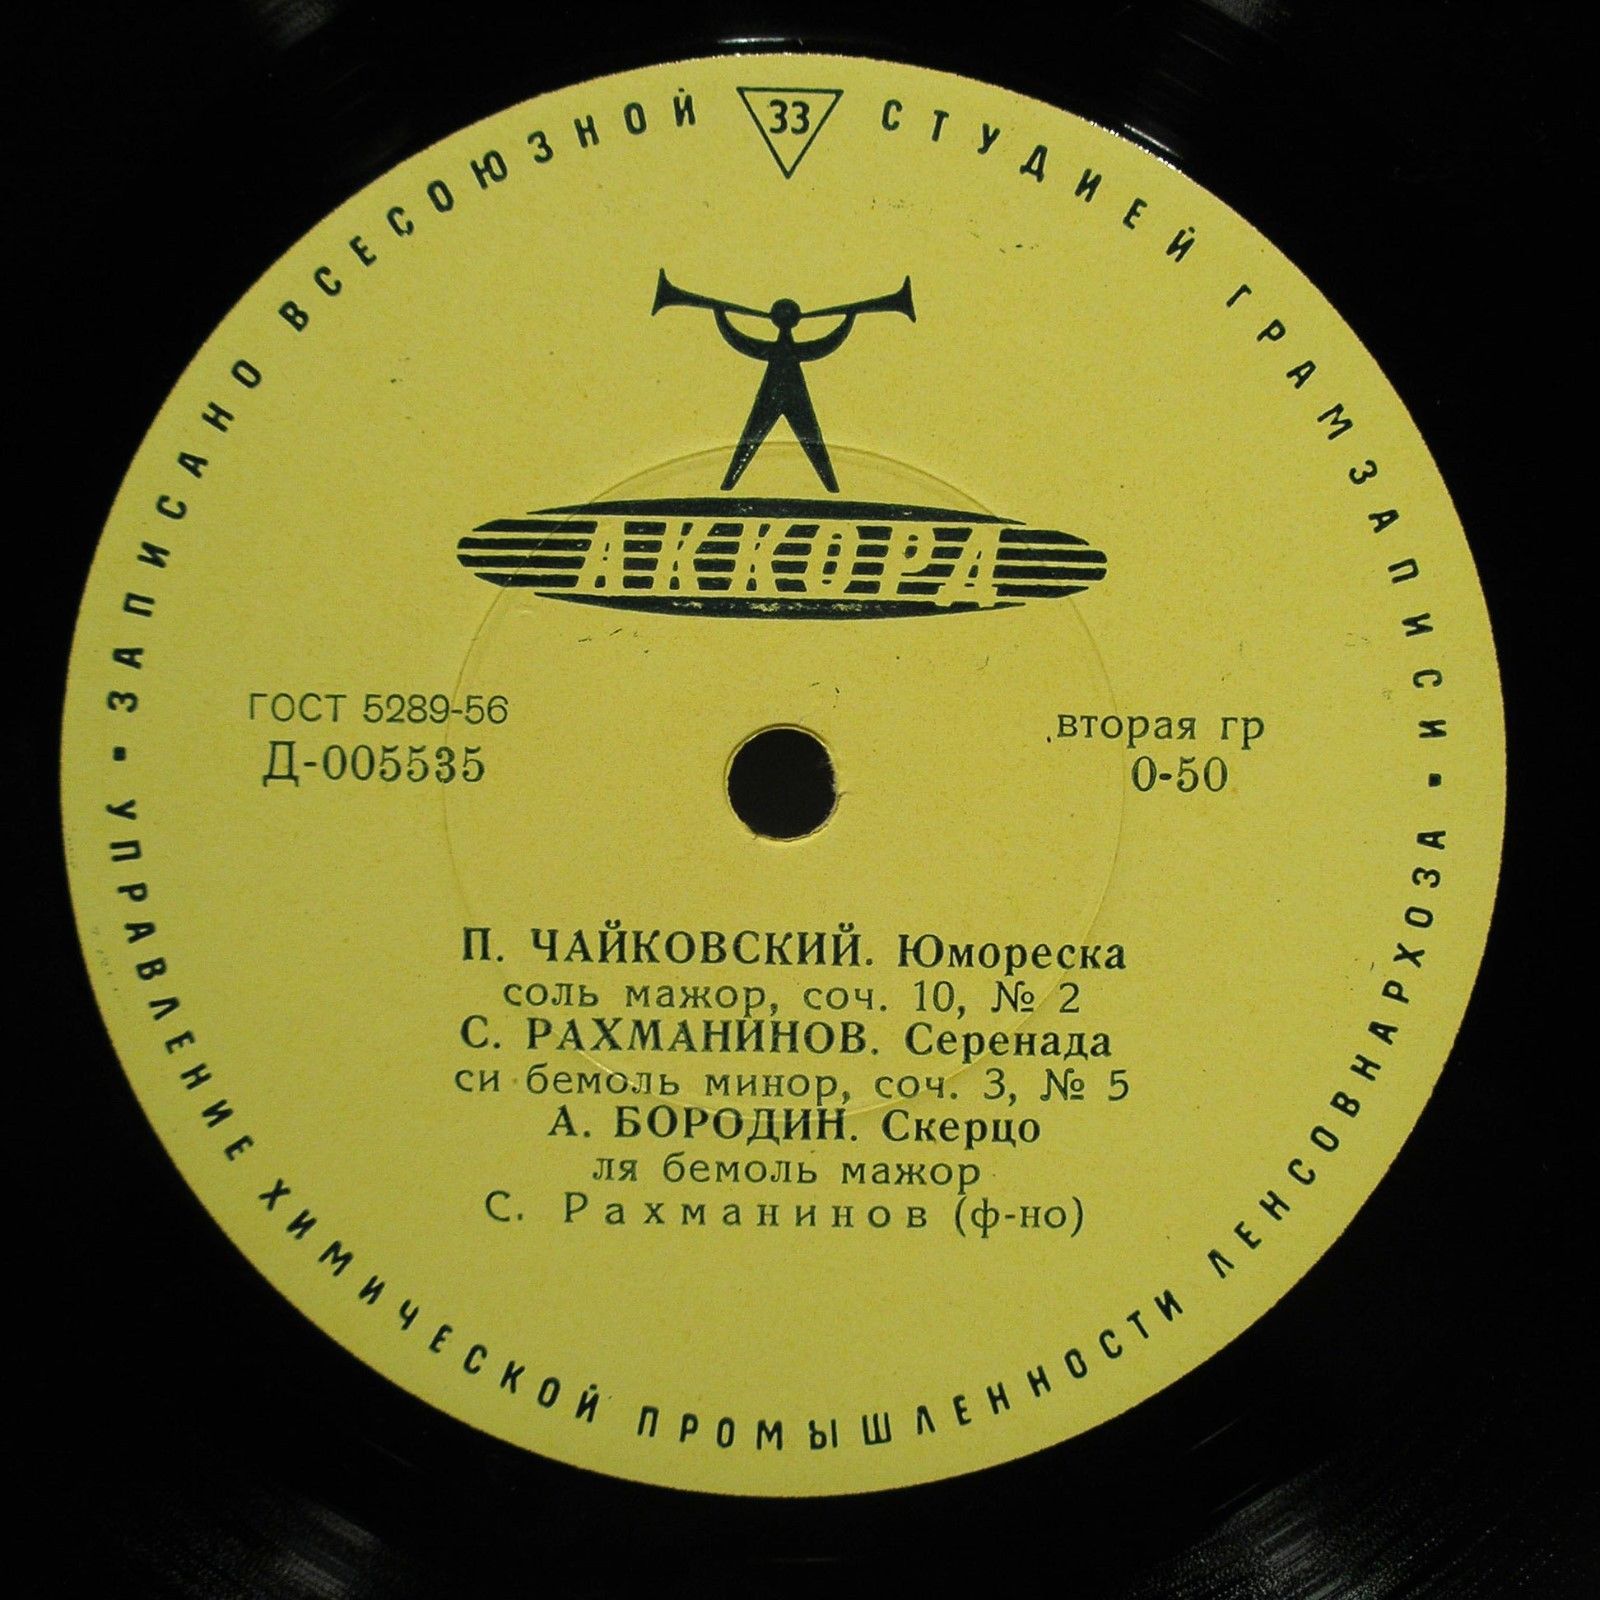 ЗАПИСАНО ВСЕСОЮЗНОЙ 33 СТУДИЕЙ ГРАМЗАПИСИ
АККОРД
ГОСТ 5289-56
Д-005535
вторая гр
0-50
П. ЧАЙКОВСКИЙ. Юмореска
соль мажор, соч. 10, № 2
С. РАХМАНИНОВ. Серенада
си бемоль минор, соч. 3, № 5
А. БОРОДИН. Скерцо
ля бемоль мажор
С. Рахманинов (ф-но)
УПРАВЛЕНИЕ ХИМИЧЕСКОЙ ПРОМЫШЛЕННОСТИ ЛЕНСОВНАРХОЗА